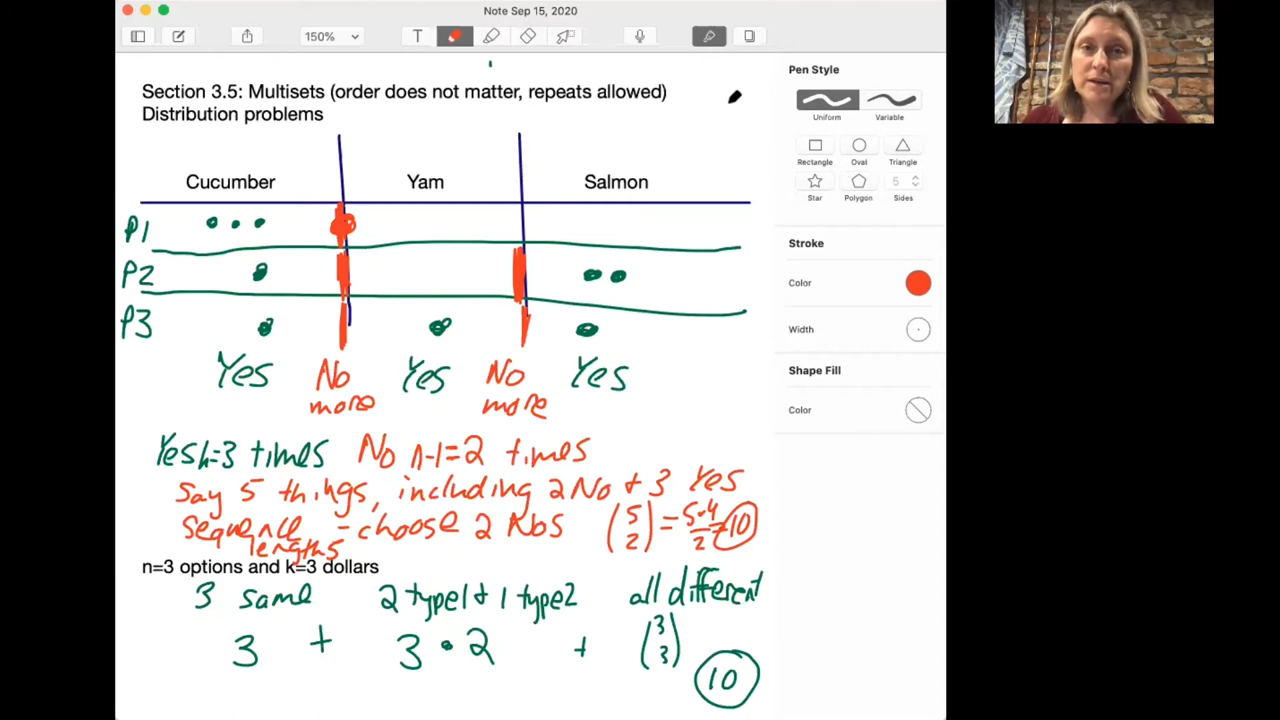 Note Sep 15, 2020
150%
T
Section 3.5: Multisets (order does not matter, repeats allowed)
Distribution problems
Cucumber Yam Salmon
P1
P2
P3
Yes No more Yes No more Yes
Yes k=3 times No n-1=2 times
Say 5 things, including 2 No + 3 Yes
sequence lengths - choose 2 Nos (5 2) = 5·4/2 = 10
n=3 options and k=3 dollars
3 same 2 type1 + 1 type2 all different
3 + 3 · 2 + (3 3)
10
Pen Style
Uniform Variable
Rectangle Oval Triangle
5
Star Polygon Sides
Stroke
Color
Width
Shape Fill
Color